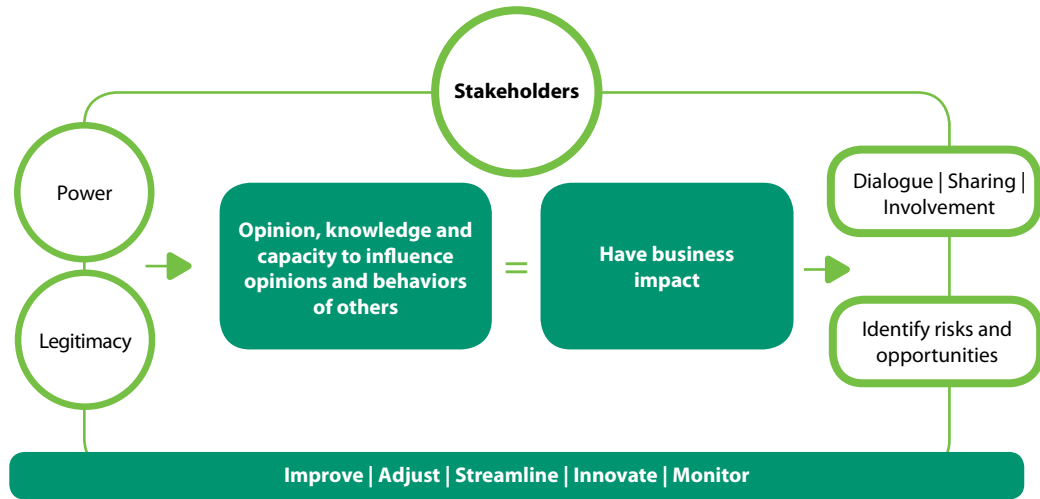 Stakeholders
Power
Legitimacy
Opinion, knowledge and
capacity to influence
opinions and behaviors
of others
=
Have business
impact
Dialogue | Sharing |
Involvement
Identify risks and
opportunities
Improve | Adjust | Streamline | Innovate | Monitor